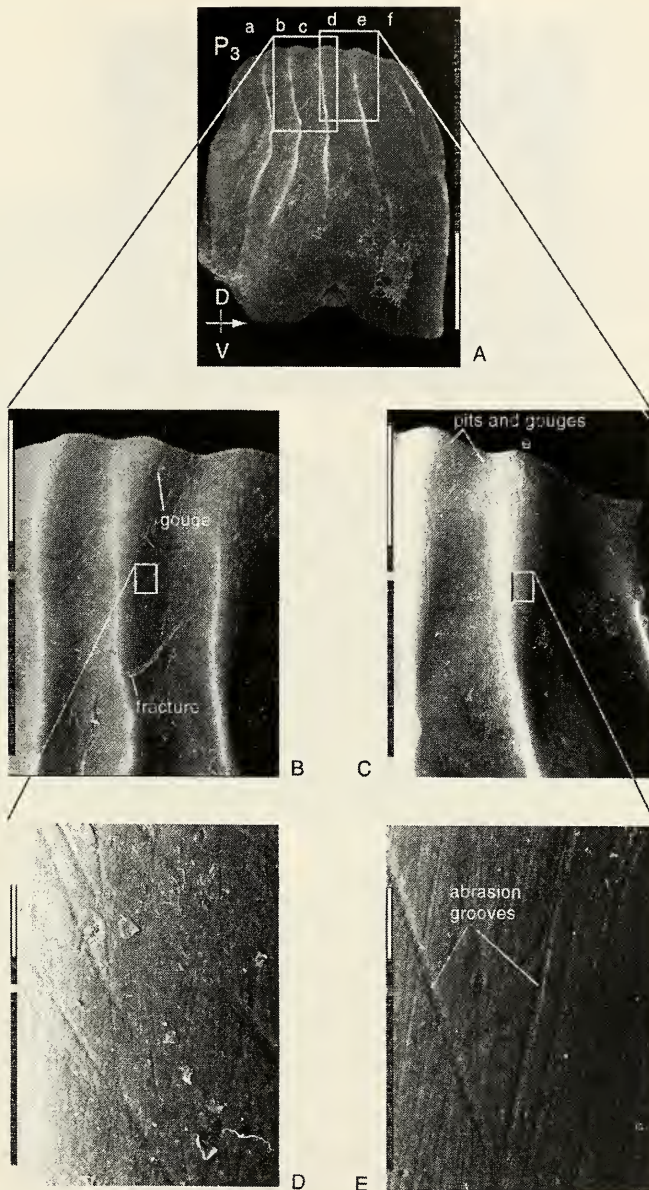 a b c d e f
P3
D
V
A
pits and gouges
e
gouge
fracture
B
C
abrasion
grooves
D
E